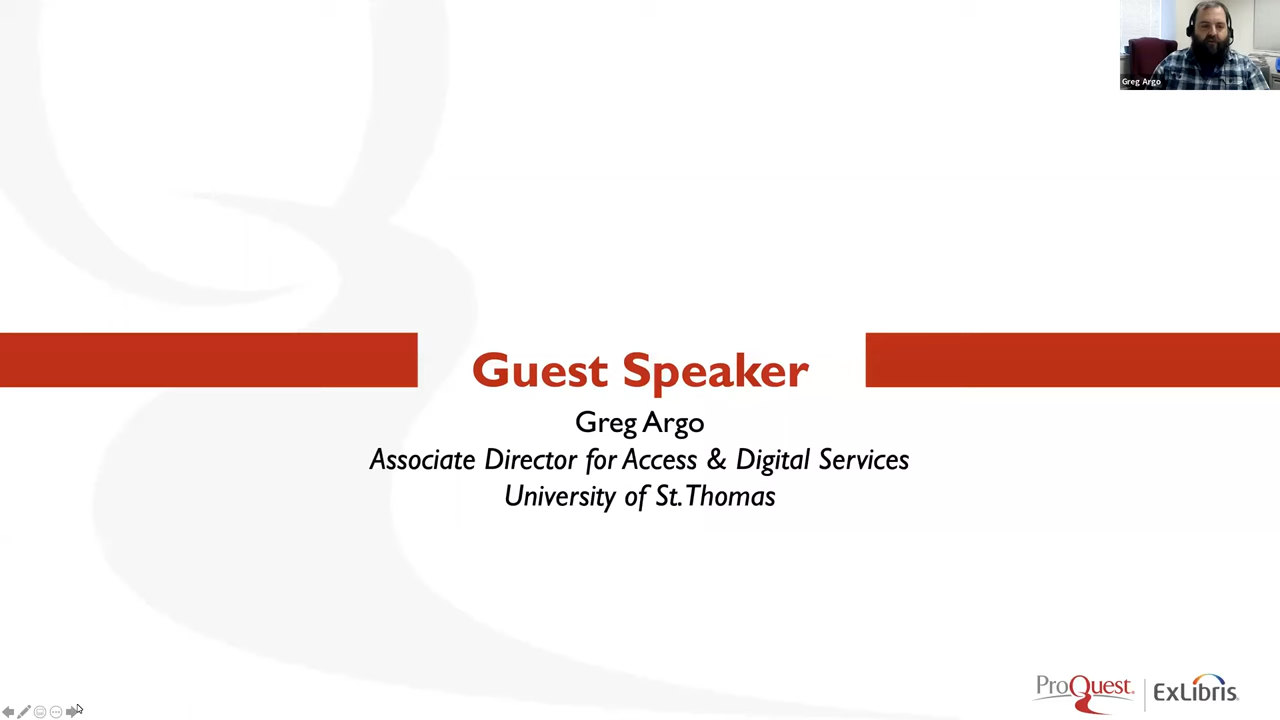 Greg Argo
Guest Speaker
Greg Argo
Associate Director for Access & Digital Services
University of St. Thomas
ProQuest | ExLibris